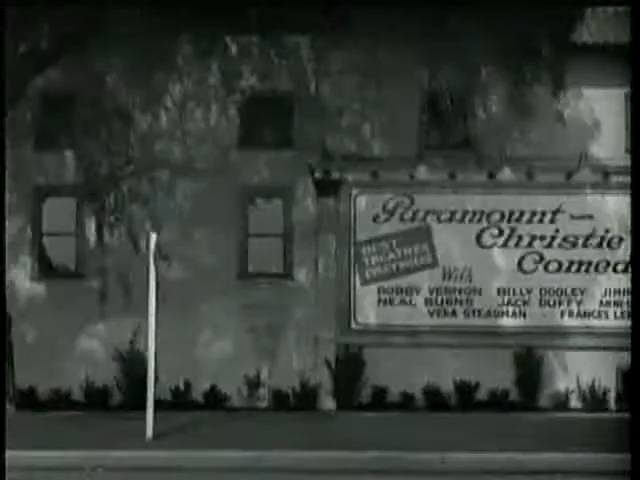 Paramount
Christie
Comed
BEST
THEATRES
EVERYWHERE
With
BOBBY VERNON BILLY DOOLEY JIM
NEAL BURNS JACK DUFFY
VERA STEADMAN - FRANCES LE